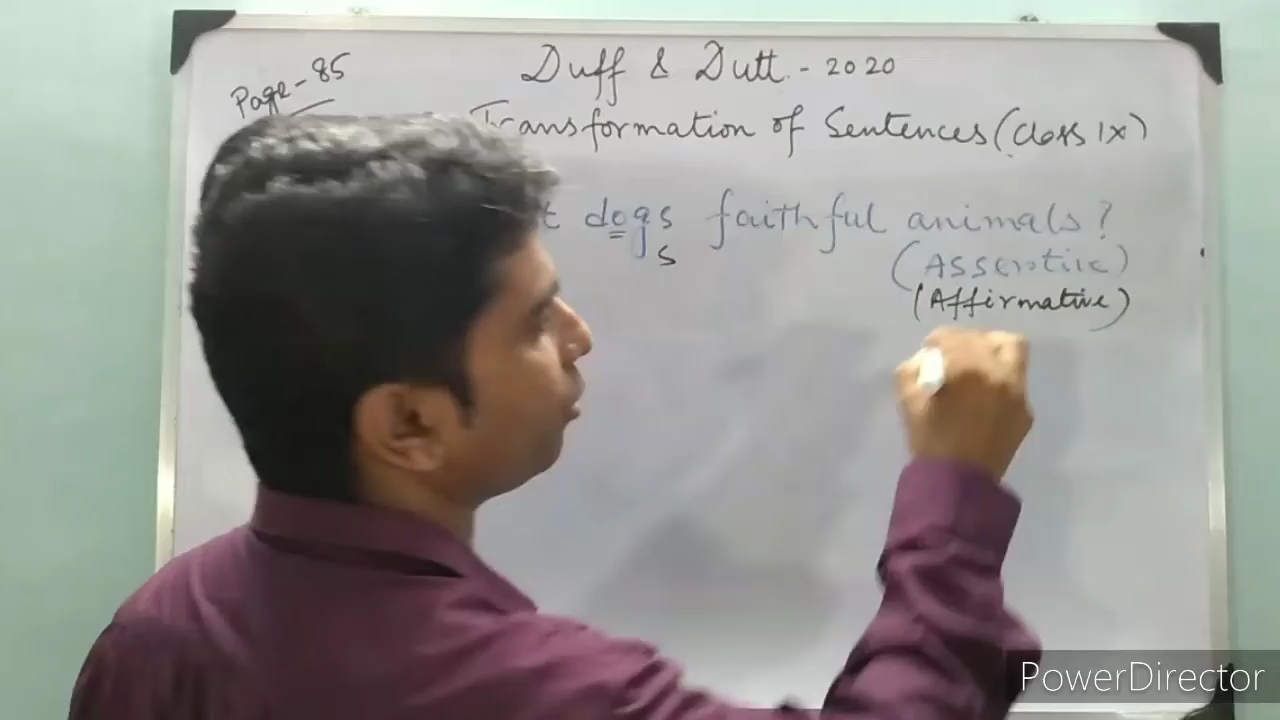 Page-85
Duff & Dutt - 2020
Transformation of Sentences (Class IX)
t dogs faithful animals?
s
(Assertive)
(Affirmative)
PowerDirector